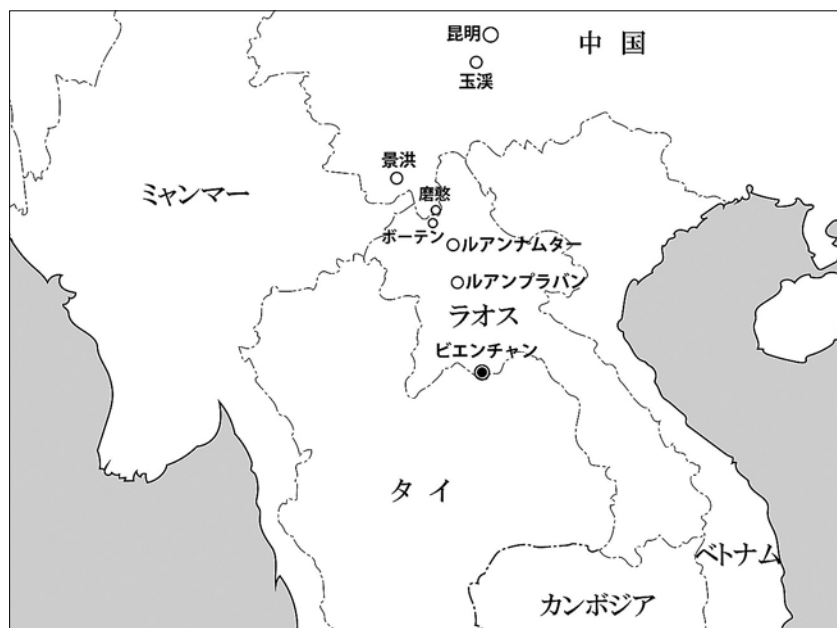 昆明
中国
玉渓
景洪
ミャンマー
磨憨
ボーテン
ルアンナムター
ルアンプラバン
ラオス
ビエンチャン
タイ
ベトナム
カンボジア